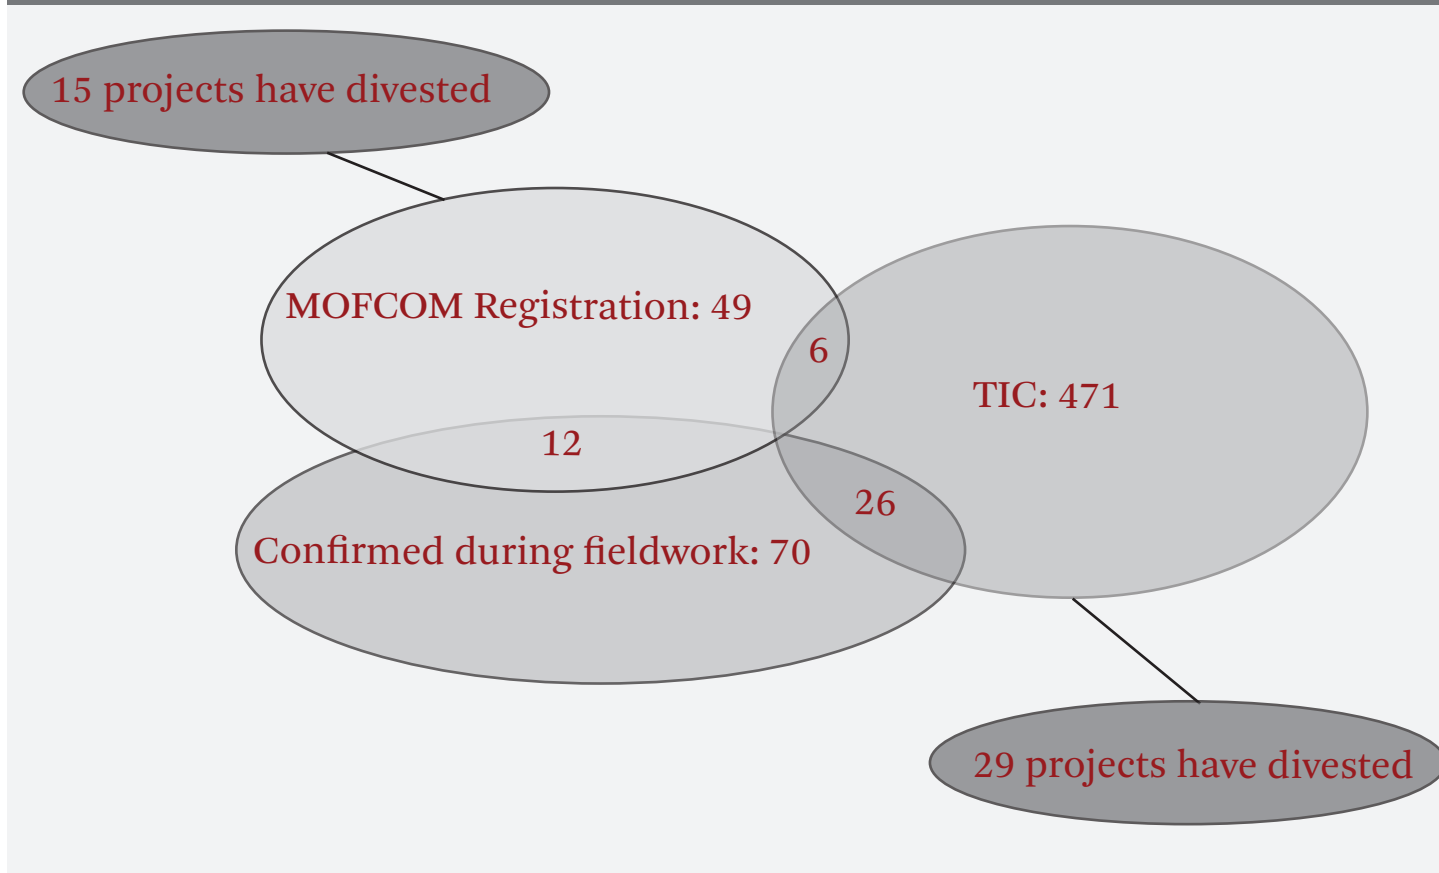 15 projects have divested
MOFCOM Registration: 49
6
TIC: 471
12
26
Confirmed during fieldwork: 70
29 projects have divested